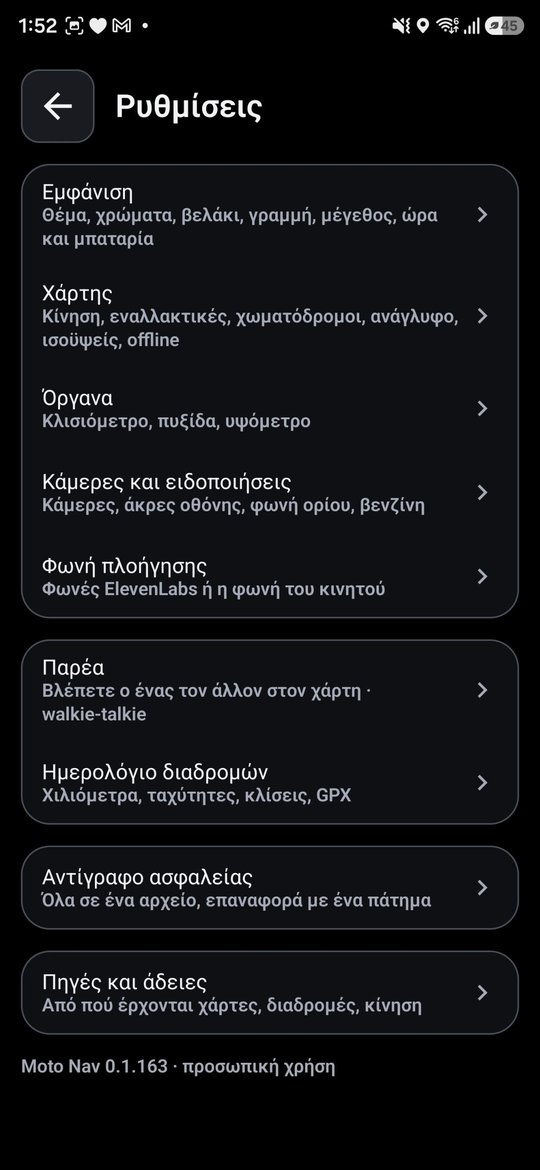 1:52
45
Ρυθμίσεις
Εμφάνιση
Θέμα, χρώματα, βελάκι, γραμμή, μέγεθος, ώρα
και μπαταρία
Χάρτης
Κίνηση, εναλλακτικές, χωματόδρομοι, ανάγλυφο,
ισοϋψείς, offline
Όργανα
Κλισιόμετρο, πυξίδα, υψόμετρο
Κάμερες και ειδοποιήσεις
Κάμερες, άκρες οθόνης, φωνή ορίου, βενζίνη
Φωνή πλοήγησης
Φωνές ElevenLabs ή η φωνή του κινητού
Παρέα
Βλέπετε ο ένας τον άλλον στον χάρτη ·
walkie-talkie
Ημερολόγιο διαδρομών
Χιλιόμετρα, ταχύτητες, κλίσεις, GPX
Αντίγραφο ασφαλείας
Όλα σε ένα αρχείο, επαναφορά με ένα πάτημα
Πηγές και άδειες
Από πού έρχονται χάρτες, διαδρομές, κίνηση
Moto Nav 0.1.163 · προσωπική χρήση